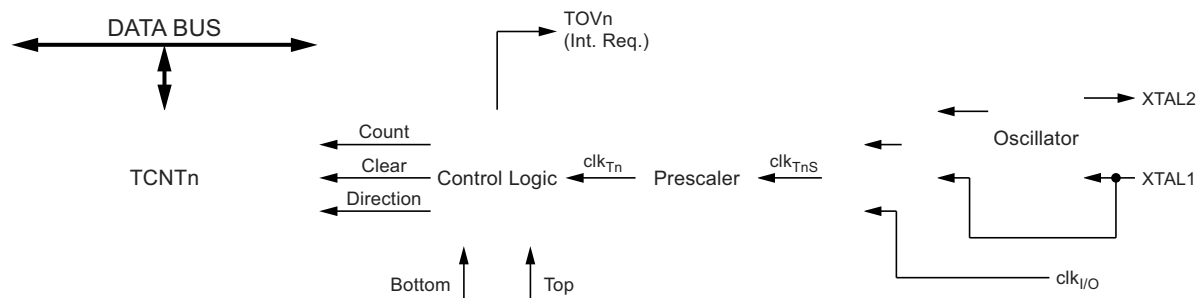 DATA BUS
TOVn
(Int. Req.)
XTAL2
Count
Oscillator
Clear
clkTn
clkTnS
TCNTn
Control Logic
Prescaler
XTAL1
Direction
Bottom
Top
clkI/O